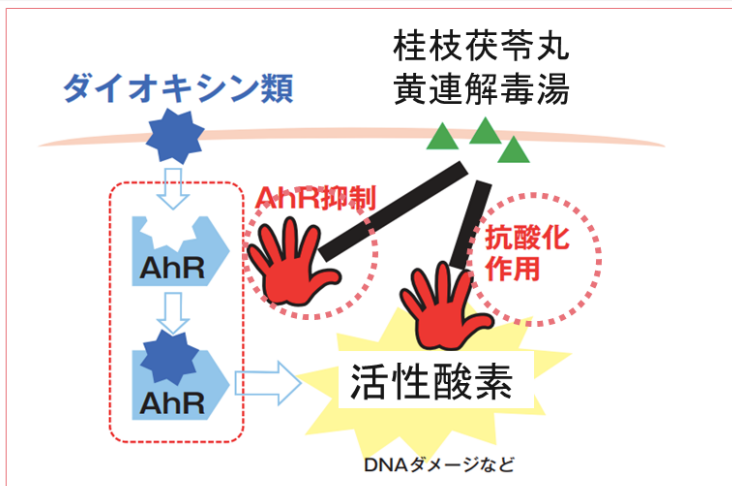 桂枝茯苓丸
黄連解毒湯
ダイオキシン類
AhR抑制
AhR
抗酸化
作用
AhR
活性酸素
DNAダメージなど